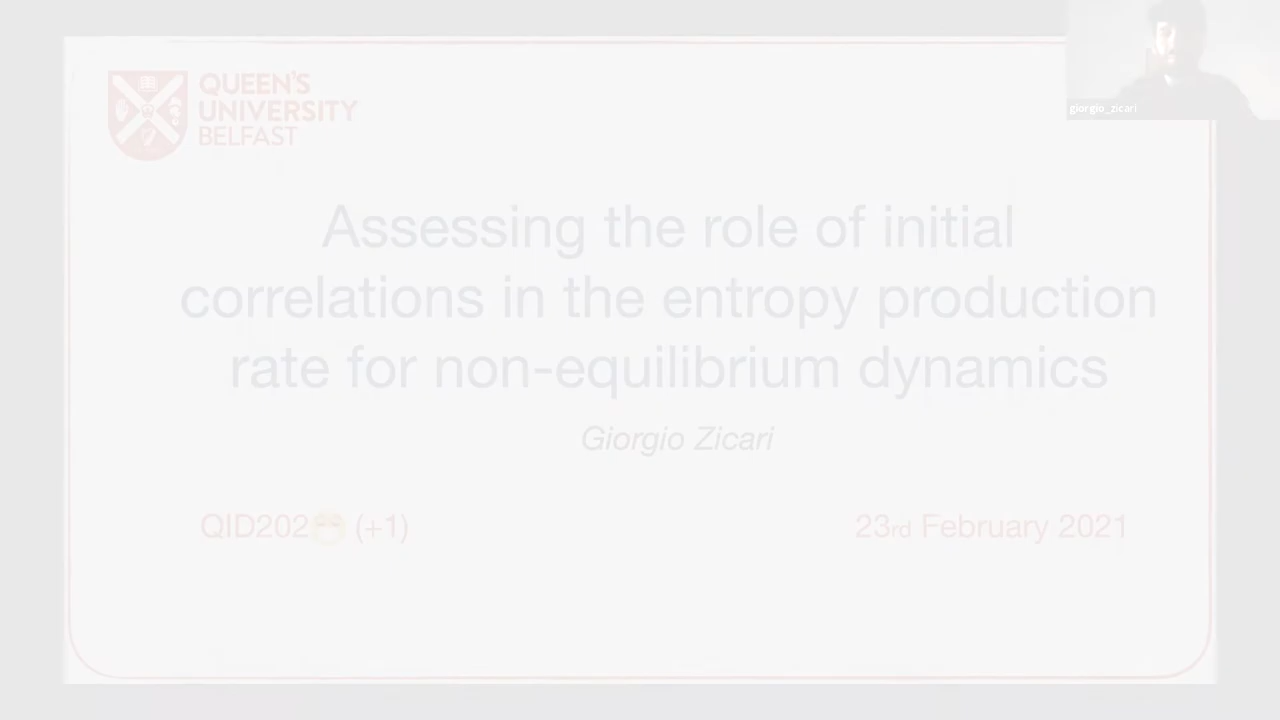 QUEEN'S
UNIVERSITY
BELFAST
giorgio_zicari
Assessing the role of initial
correlations in the entropy production
rate for non-equilibrium dynamics
Giorgio Zicari
QID202😷 (+1)
23rd February 2021